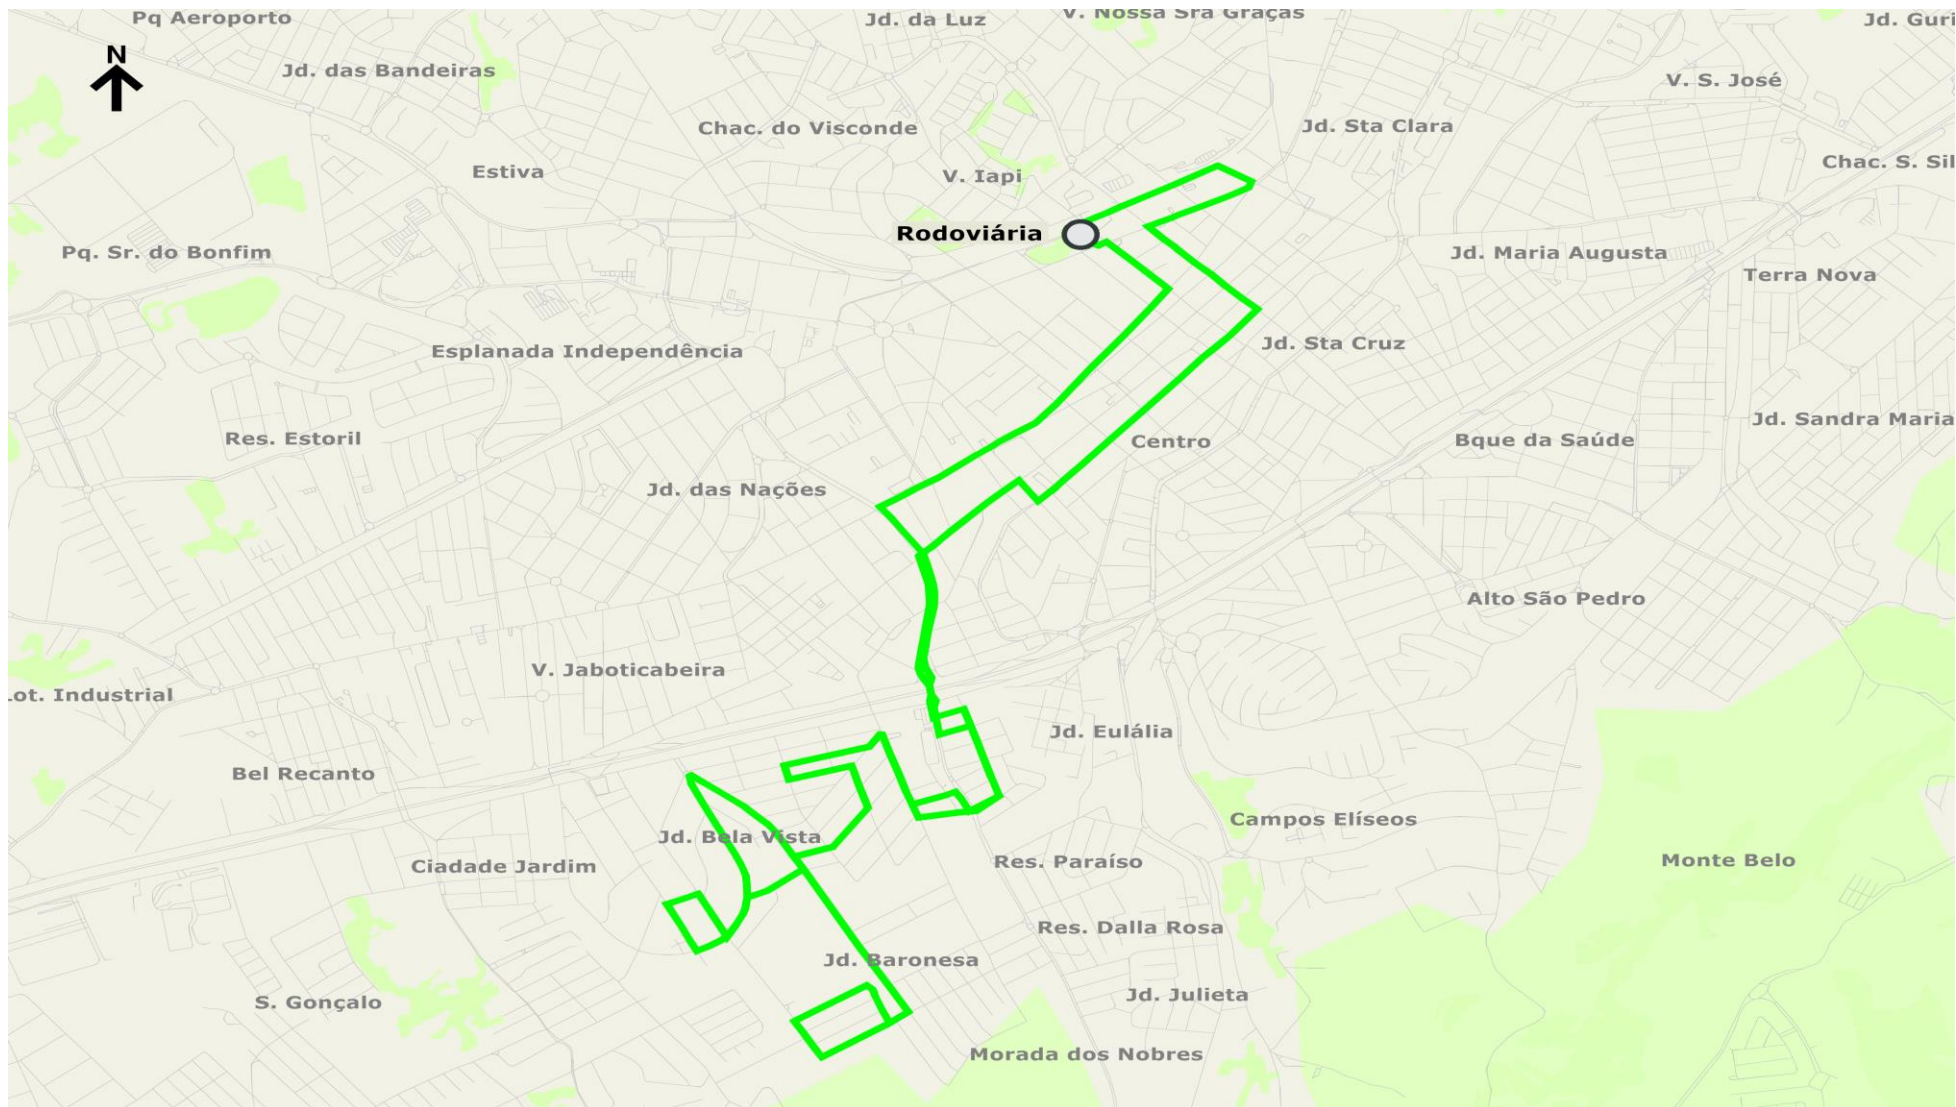 Pq Aeroporto
Jd. da Luz
V. Nossa Sra Graças
Jd. Guri
N
Jd. das Bandeiras
V. S. José
Chac. do Visconde
Jd. Sta Clara
Estiva
V. Iapi
Chac. S. Sil
Rodoviária
Pq. Sr. do Bonfim
Jd. Maria Augusta
Terra Nova
Esplanada Independência
Jd. Sta Cruz
Res. Estoril
Centro
Bque da Saúde
Jd. Sandra Maria
Jd. das Nações
Alto São Pedro
V. Jaboticabeira
Lot. Industrial
Jd. Eulália
Bel Recanto
Jd. Bela Vista
Campos Elíseos
Ciadade Jardim
Res. Paraíso
Monte Belo
Res. Dalla Rosa
Jd. Baronesa
S. Gonçalo
Jd. Julieta
Morada dos Nobres